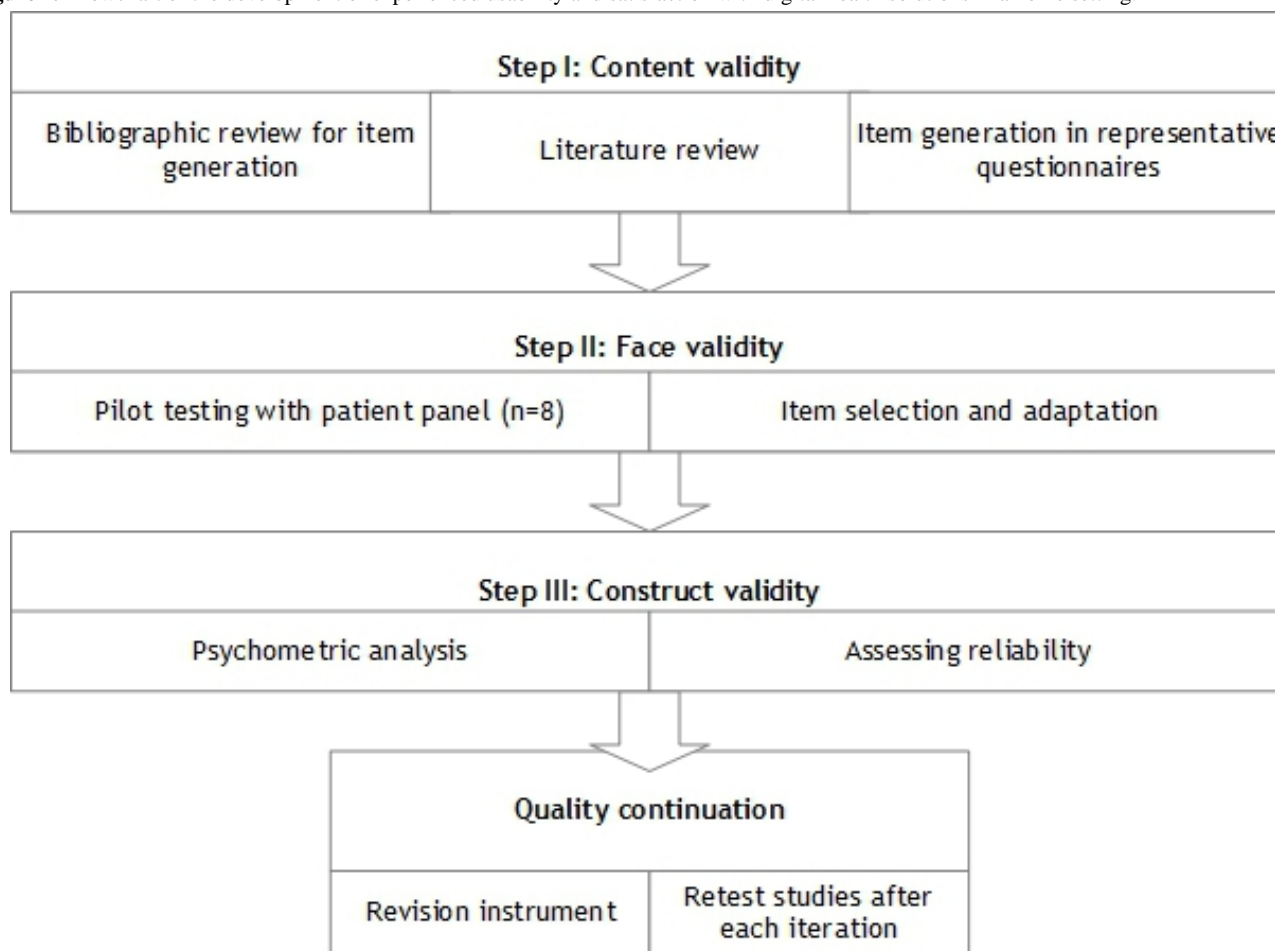 Step I: Content validity
Bibliographic review for item
generation
Literature review
Item generation in representative
questionnaires
Step II: Face validity
Pilot testing with patient panel (n=8)
Item selection and adaptation
Step III: Construct validity
Psychometric analysis
Assessing reliability
Quality continuation
Revision instrument
Retest studies after
each iteration